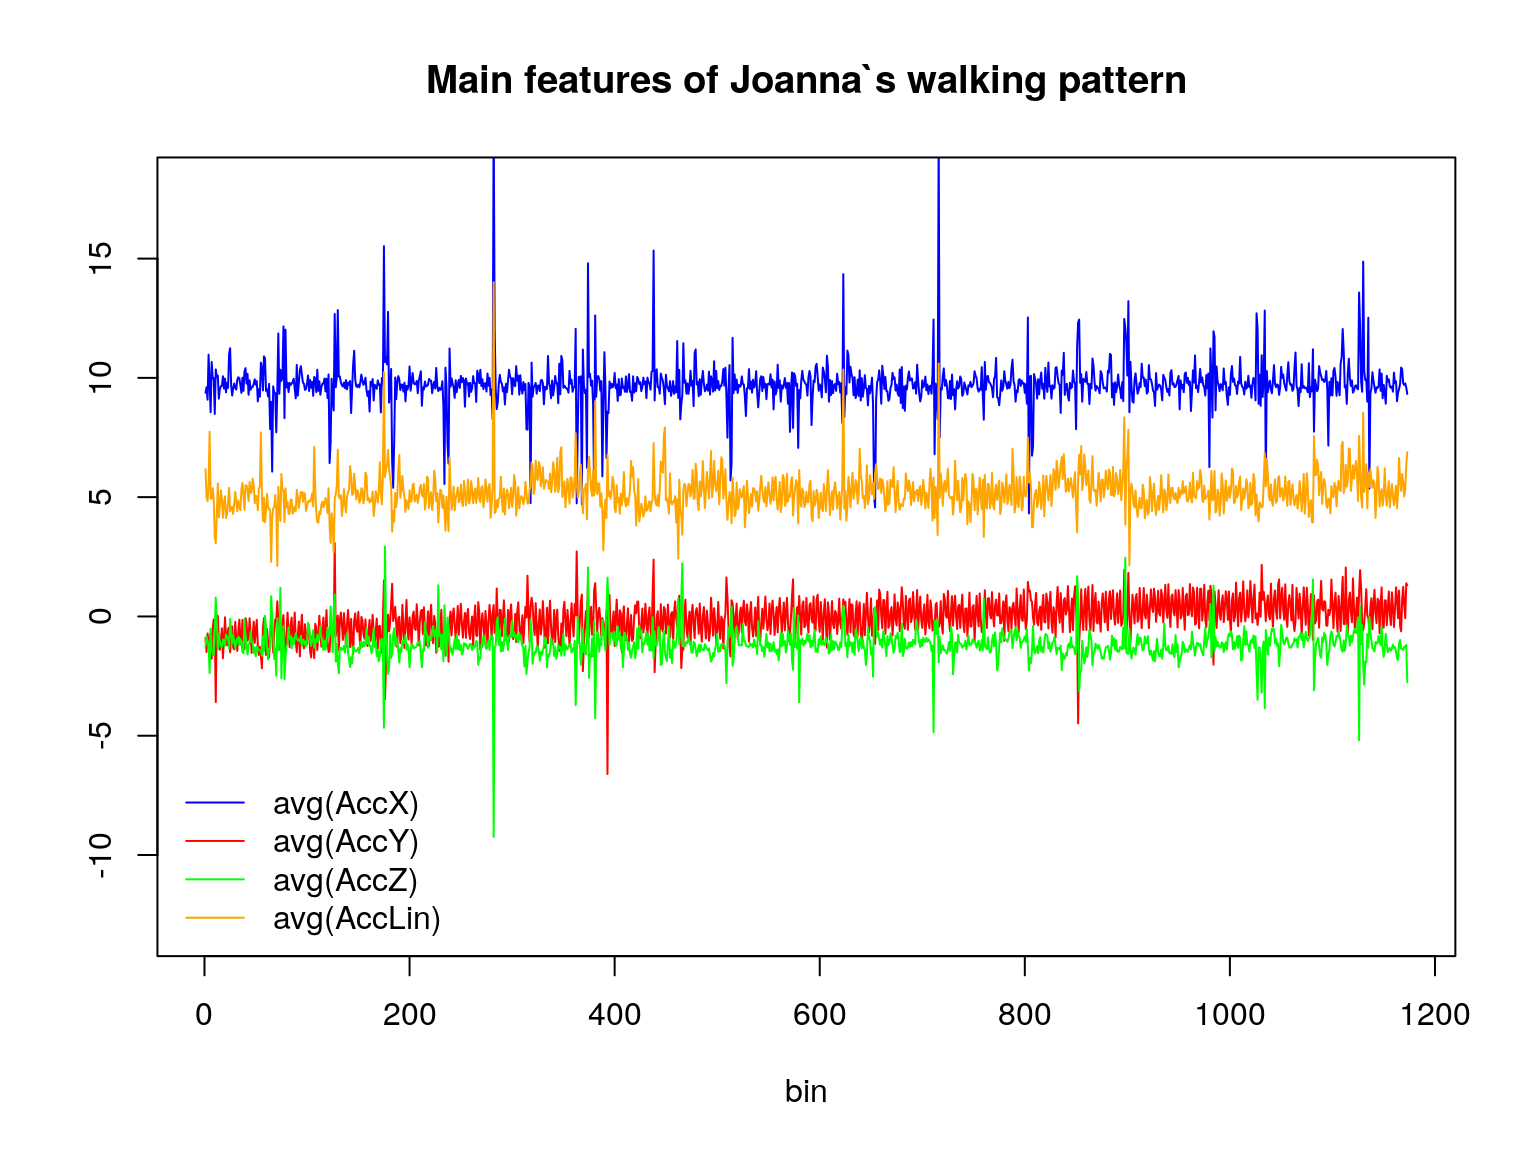 Main features of Joanna`s walking pattern
15
10
5
0
-5
-10
avg(AccX)
avg(AccY)
avg(AccZ)
avg(AccLin)
0 200 400 600 800 1000 1200
bin